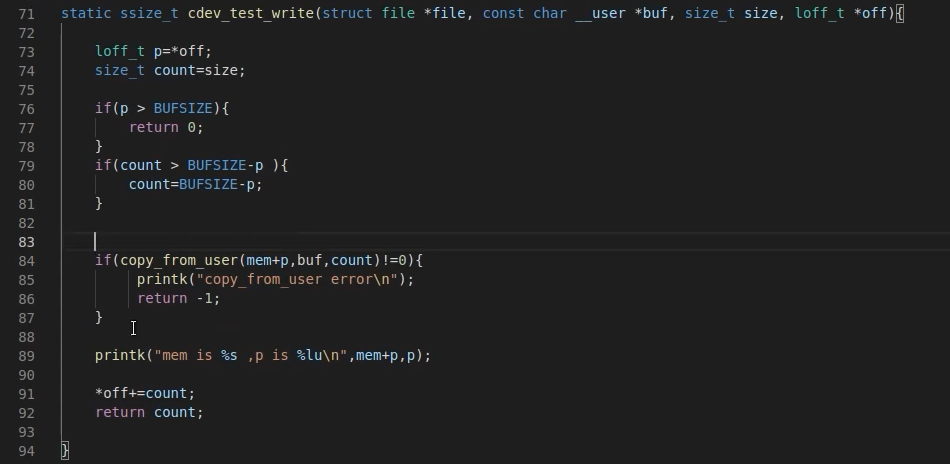 71 static ssize_t cdev_test_write(struct file *file, const char __user *buf, size_t size, loff_t *off){
72
73 loff_t p=*off;
74 size_t count=size;
75
76 if(p > BUFSIZE){
77 return 0;
78 }
79 if(count > BUFSIZE-p ){
80 count=BUFSIZE-p;
81 }
82
83
84 if(copy_from_user(mem+p,buf,count)!=0){
85 printk("copy_from_user error\n");
86 return -1;
87 }
88
89 printk("mem is %s ,p is %lu\n",mem+p,p);
90
91 *off+=count;
92 return count;
93
94 }